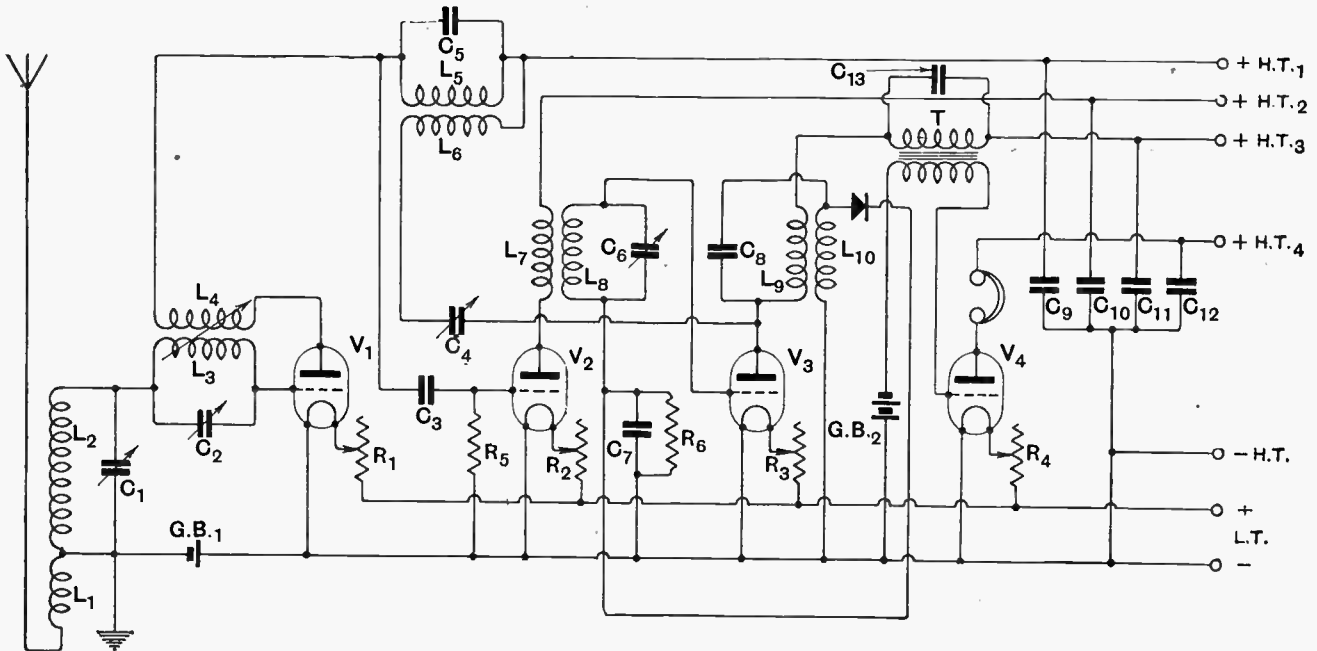 C5
L5
L6
C13
T
+ H.T.1
+ H.T.2
+ H.T.3
+ H.T.4
L7
L8
C6
C8
L9
L10
C9
C10
C11
C12
L4
L3
C2
V1
C4
V2
V3
V4
C3
R5
R1
R2
C7
R6
R3
G.B.2
R4
L2
C1
G.B.1
L1
- H.T.
+
L.T.
-